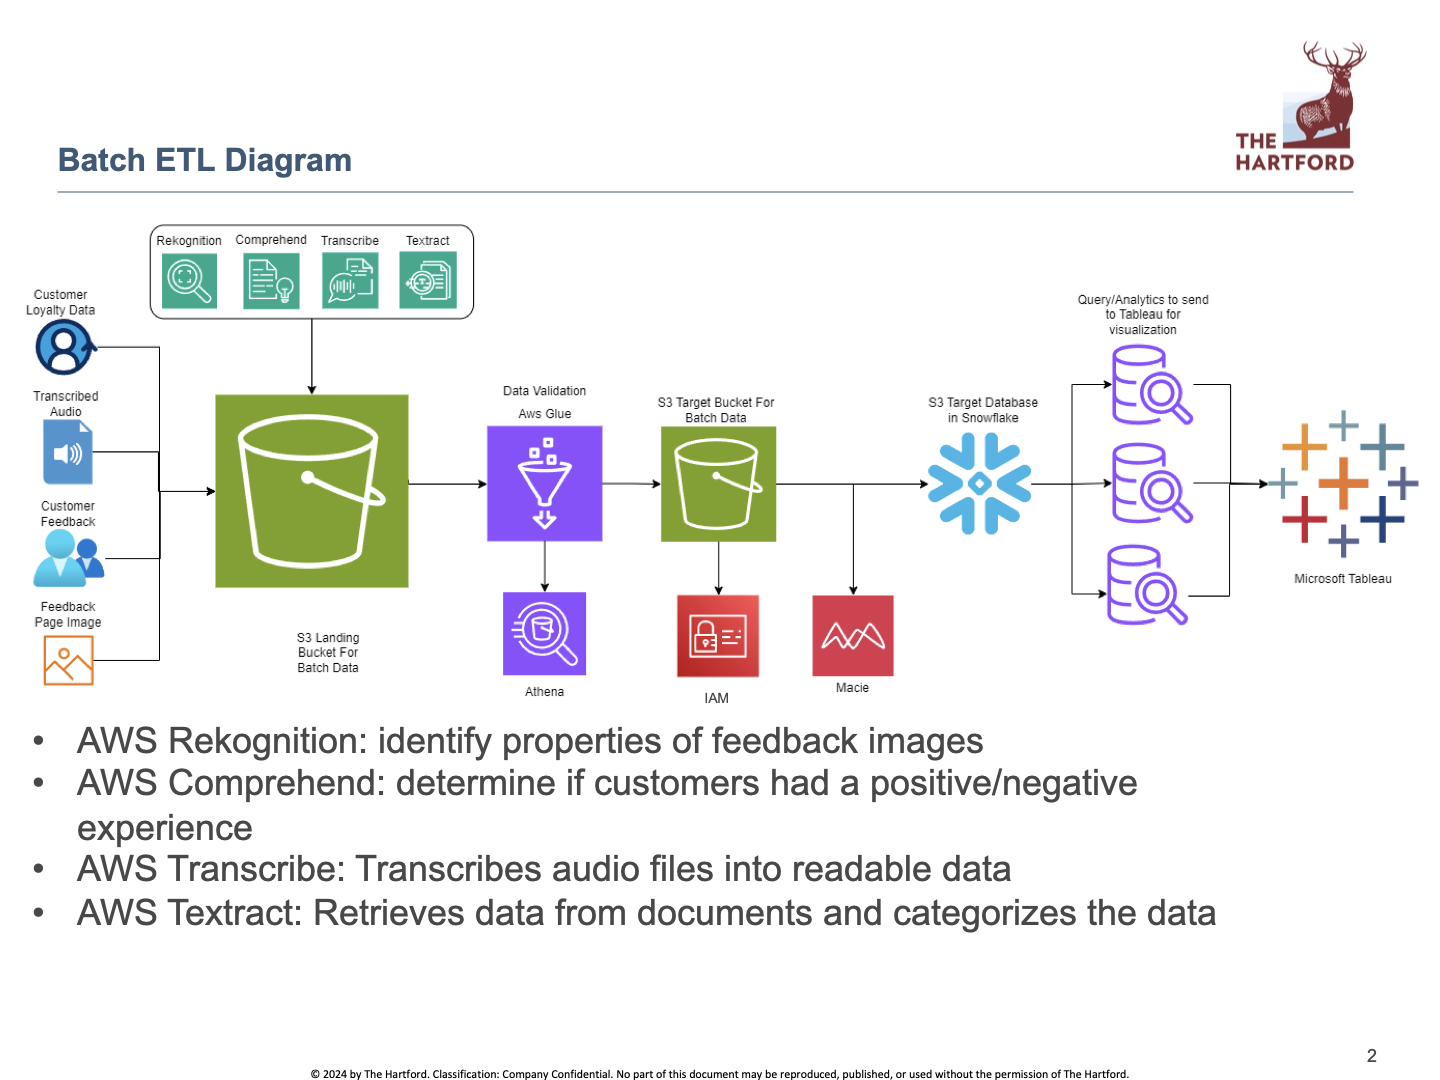 THE
HARTFORD
Batch ETL Diagram
Rekognition
Comprehend
Transcribe
Textract
Customer
Loyalty Data
Transcribed
Audio
Customer
Feedback
Feedback
Page Image
S3 Landing
Bucket For
Batch Data
Data Validation
Aws Glue
Athena
S3 Target Bucket For
Batch Data
IAM
Macie
S3 Target Database
in Snowflake
Query/Analytics to send
to Tableau for
visualization
Microsoft Tableau
• AWS Rekognition: identify properties of feedback images
• AWS Comprehend: determine if customers had a positive/negative
experience
• AWS Transcribe: Transcribes audio files into readable data
• AWS Textract: Retrieves data from documents and categorizes the data
2
© 2024 by The Hartford. Classification: Company Confidential. No part of this document may be reproduced, published, or used without the permission of The Hartford.